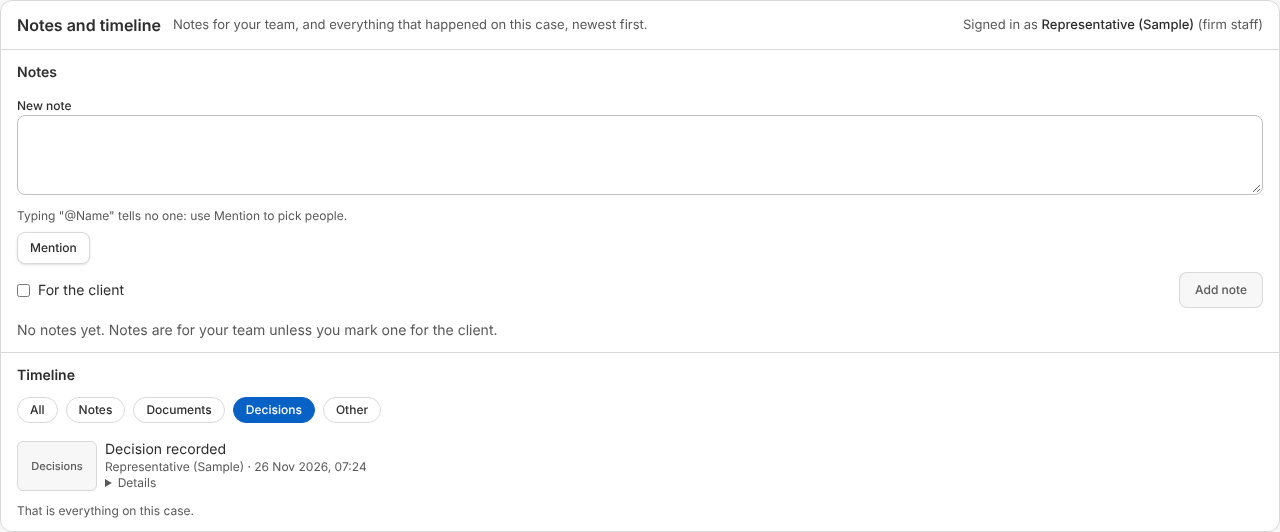 Notes and timeline Notes for your team, and everything that happened on this case, newest first. Signed in as Representative (Sample) (firm staff)
Notes
New note
Typing "@Name" tells no one: use Mention to pick people.
Mention
For the client Add note
No notes yet. Notes are for your team unless you mark one for the client.
Timeline
All Notes Documents Decisions Other
Decisions
Decision recorded
Representative (Sample) · 26 Nov 2026, 07:24
Details
That is everything on this case.